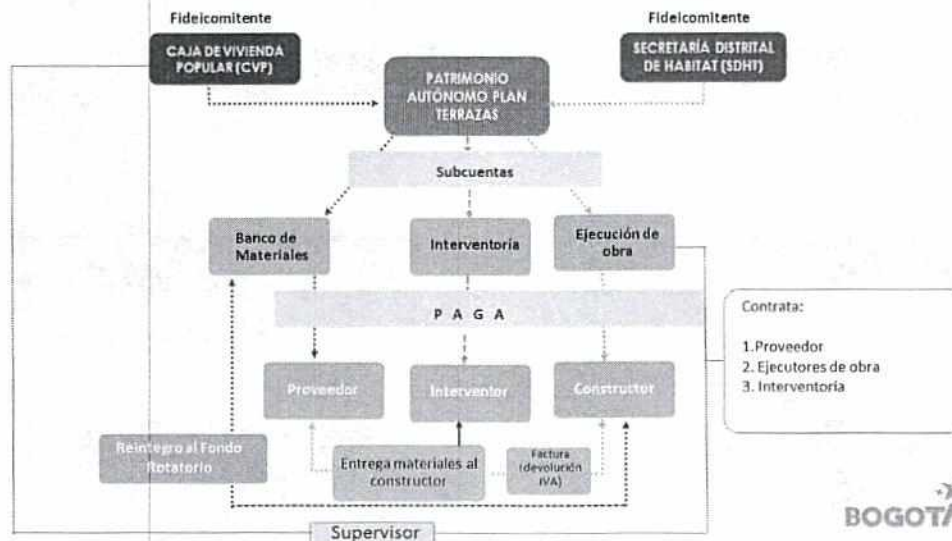 Fideicomitente
Fideicomitente
CAJA DE VIVIENDA
POPULAR (CVP)
SECRETARÍA DISTRITAL
DE HABITAT (SDHT)
PATRIMONIO
AUTÓNOMO PLAN
TERRAZAS
Subcuentas
Banco de
Materiales
Interventoría
Ejecución de
obra
P A G A
Contrata:
1.Proveedor
2. Ejecutores de obra
3. Interventoría
Proveedor
Interventor
Constructor
Reintegro al Fondo
Rotatorio
Entrega materiales al
constructor
Factura
(devolución
IVA)
Supervisor
BOGOTÁ